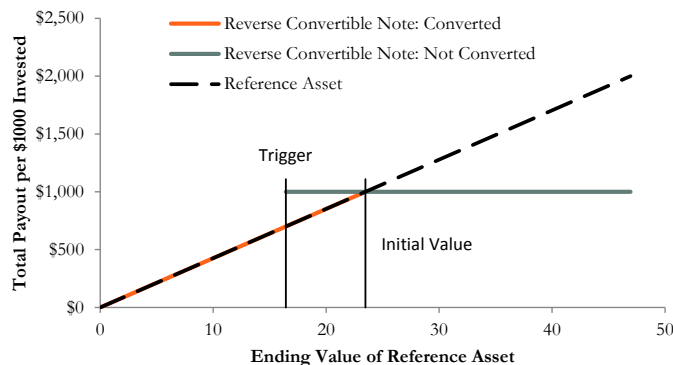 $2,500
$2,000
$1,500
$1,000
$500
$0
Total Payout per $1000 Invested
Reverse Convertible Note: Converted
Reverse Convertible Note: Not Converted
Reference Asset
Trigger
Initial Value
0 10 20 30 40 50
Ending Value of Reference Asset